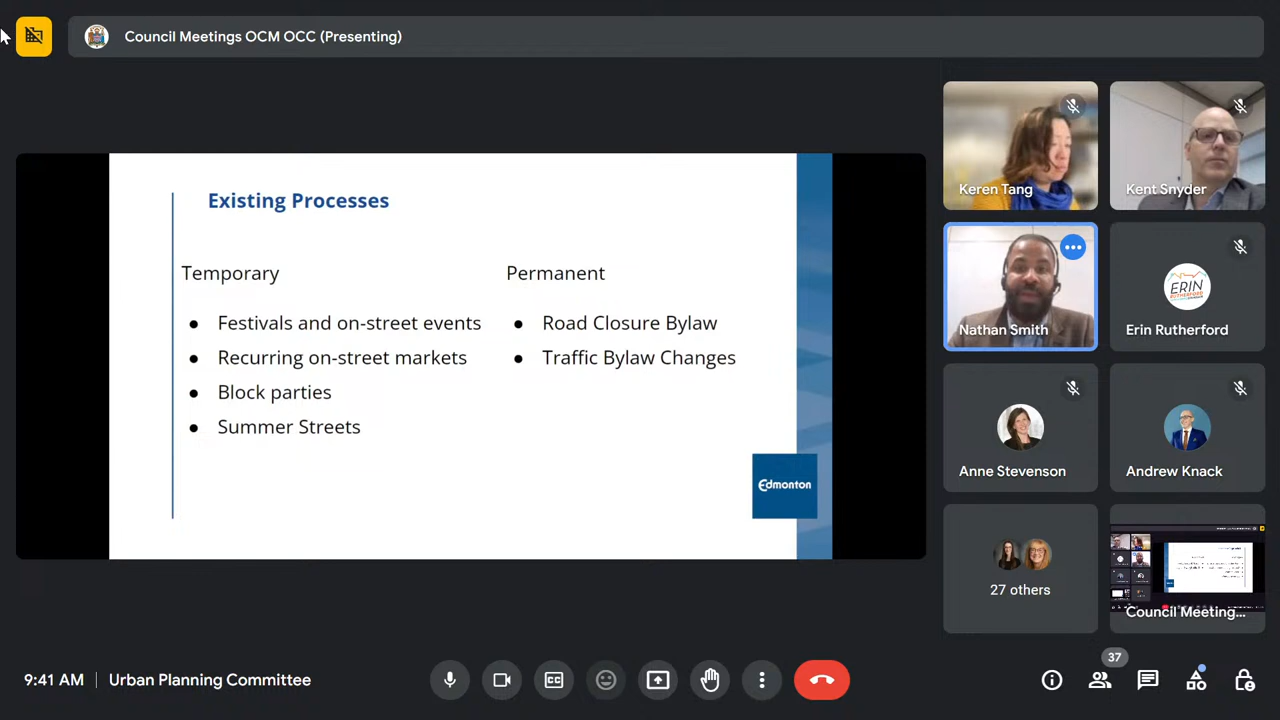 Council Meetings OCM OCC (Presenting)
Existing Processes
Temporary
● Festivals and on-street events
● Recurring on-street markets
● Block parties
● Summer Streets
Permanent
● Road Closure Bylaw
● Traffic Bylaw Changes
Edmonton
Keren Tang
Kent Snyder
Nathan Smith
Erin Rutherford
ERIN
RUTHERFORD
Anne Stevenson
Andrew Knack
27 others
Council Meeting...
9:41 AM | Urban Planning Committee
CC
37